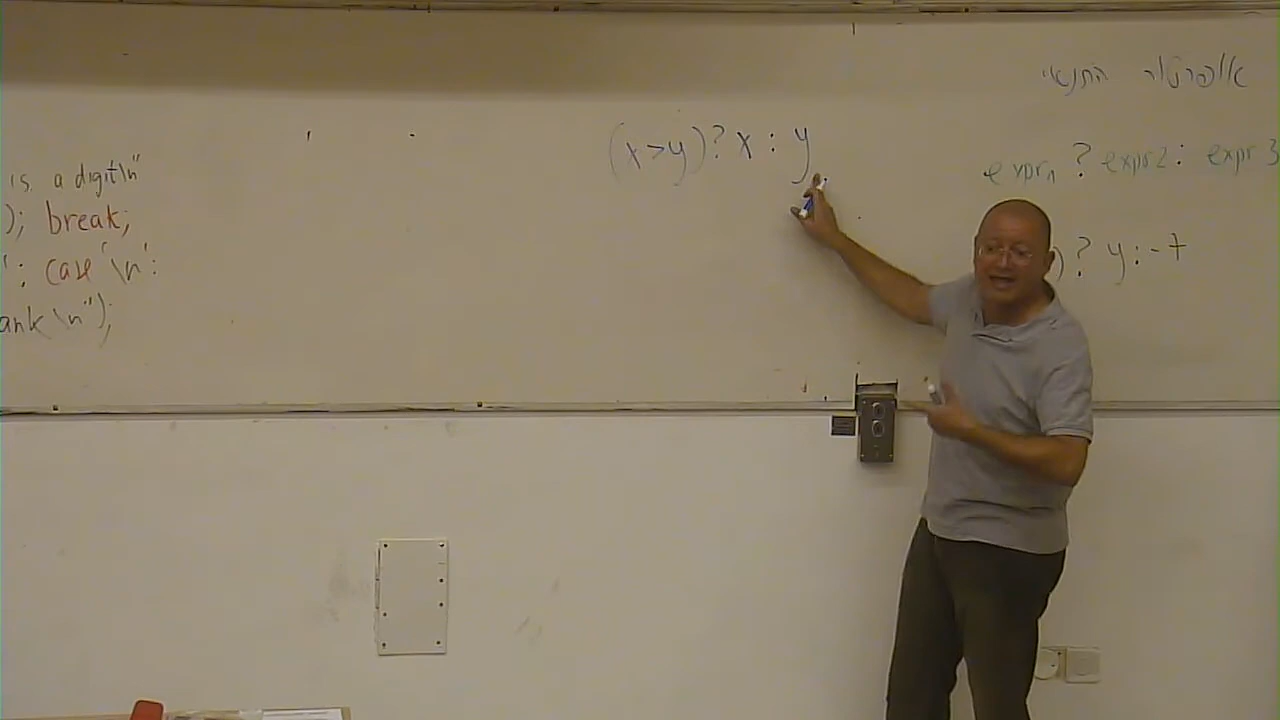 אופרטור התנאי
expr1 ? expr2 : expr3
) ? y : -7
(x>y) ? x : y
is a digit\n"
); break;
': case '\n':
ank \n");